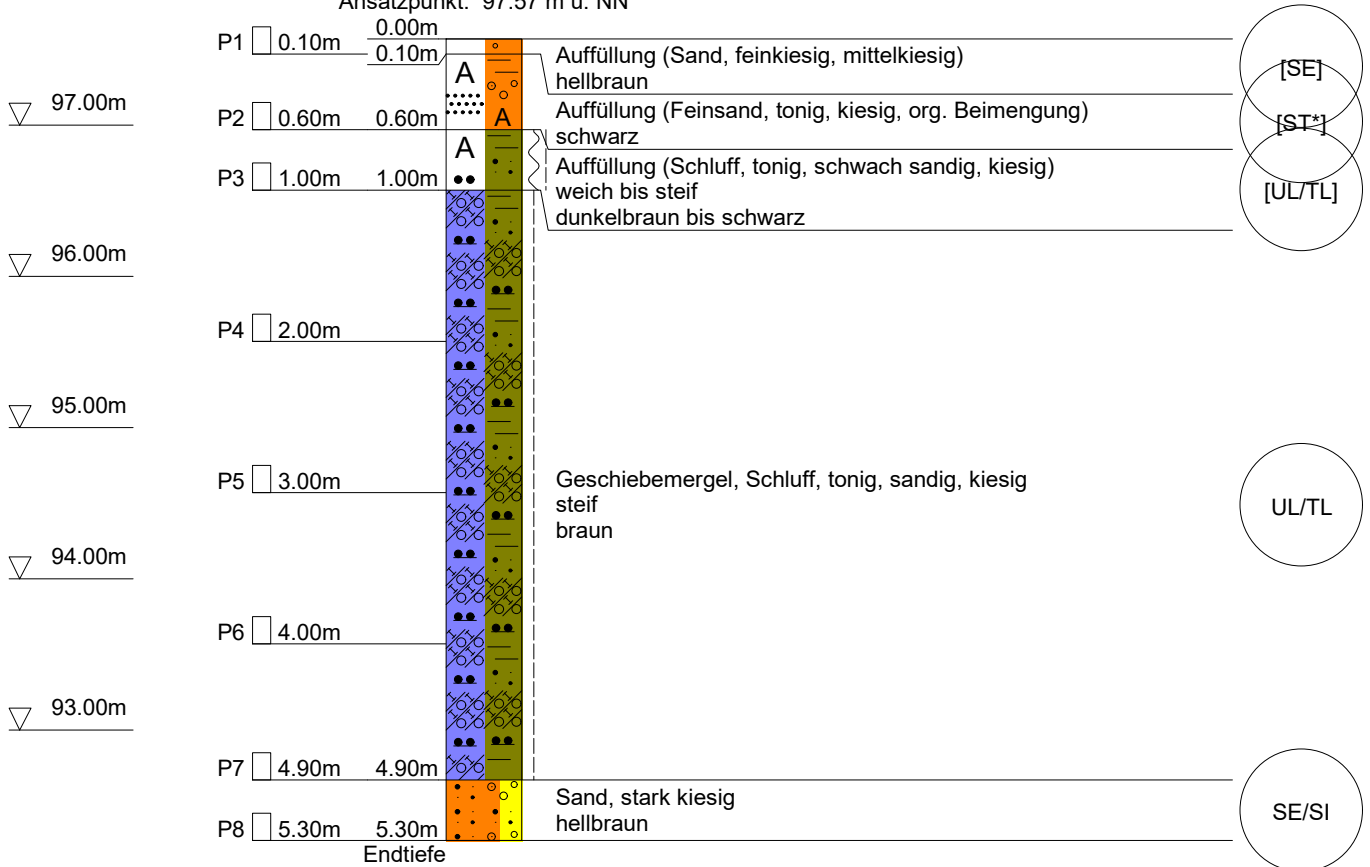 Ansatzpunkt: 97.57 m ü. NN
0.00m
P1 0.10m 0.10m
Auffüllung (Sand, feinkiesig, mittelkiesig)
hellbraun
[SE]
97.00m
A
P2 0.60m 0.60m
A
Auffüllung (Feinsand, tonig, kiesig, org. Beimengung)
schwarz
[ST*]
A
P3 1.00m 1.00m
Auffüllung (Schluff, tonig, schwach sandig, kiesig)
weich bis steif
dunkelbraun bis schwarz
[UL/TL]
96.00m
P4 2.00m
95.00m
P5 3.00m
Geschiebemergel, Schluff, tonig, sandig, kiesig
steif
braun
UL/TL
94.00m
P6 4.00m
93.00m
P7 4.90m 4.90m
Sand, stark kiesig
hellbraun
SE/SI
P8 5.30m 5.30m
Endtiefe